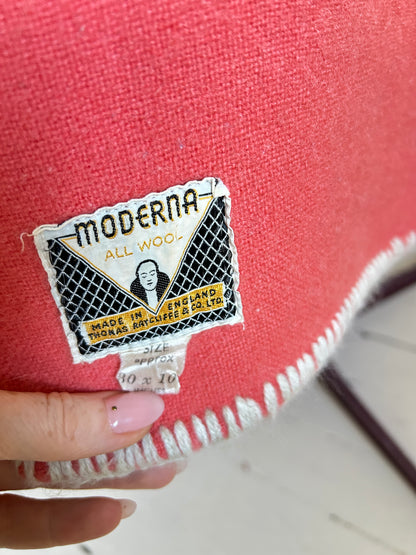 MODERNA
ALL WOOL
MADE IN ENGLAND
THOMAS RATCLIFFE & CO. LTD.
SIZE
approx